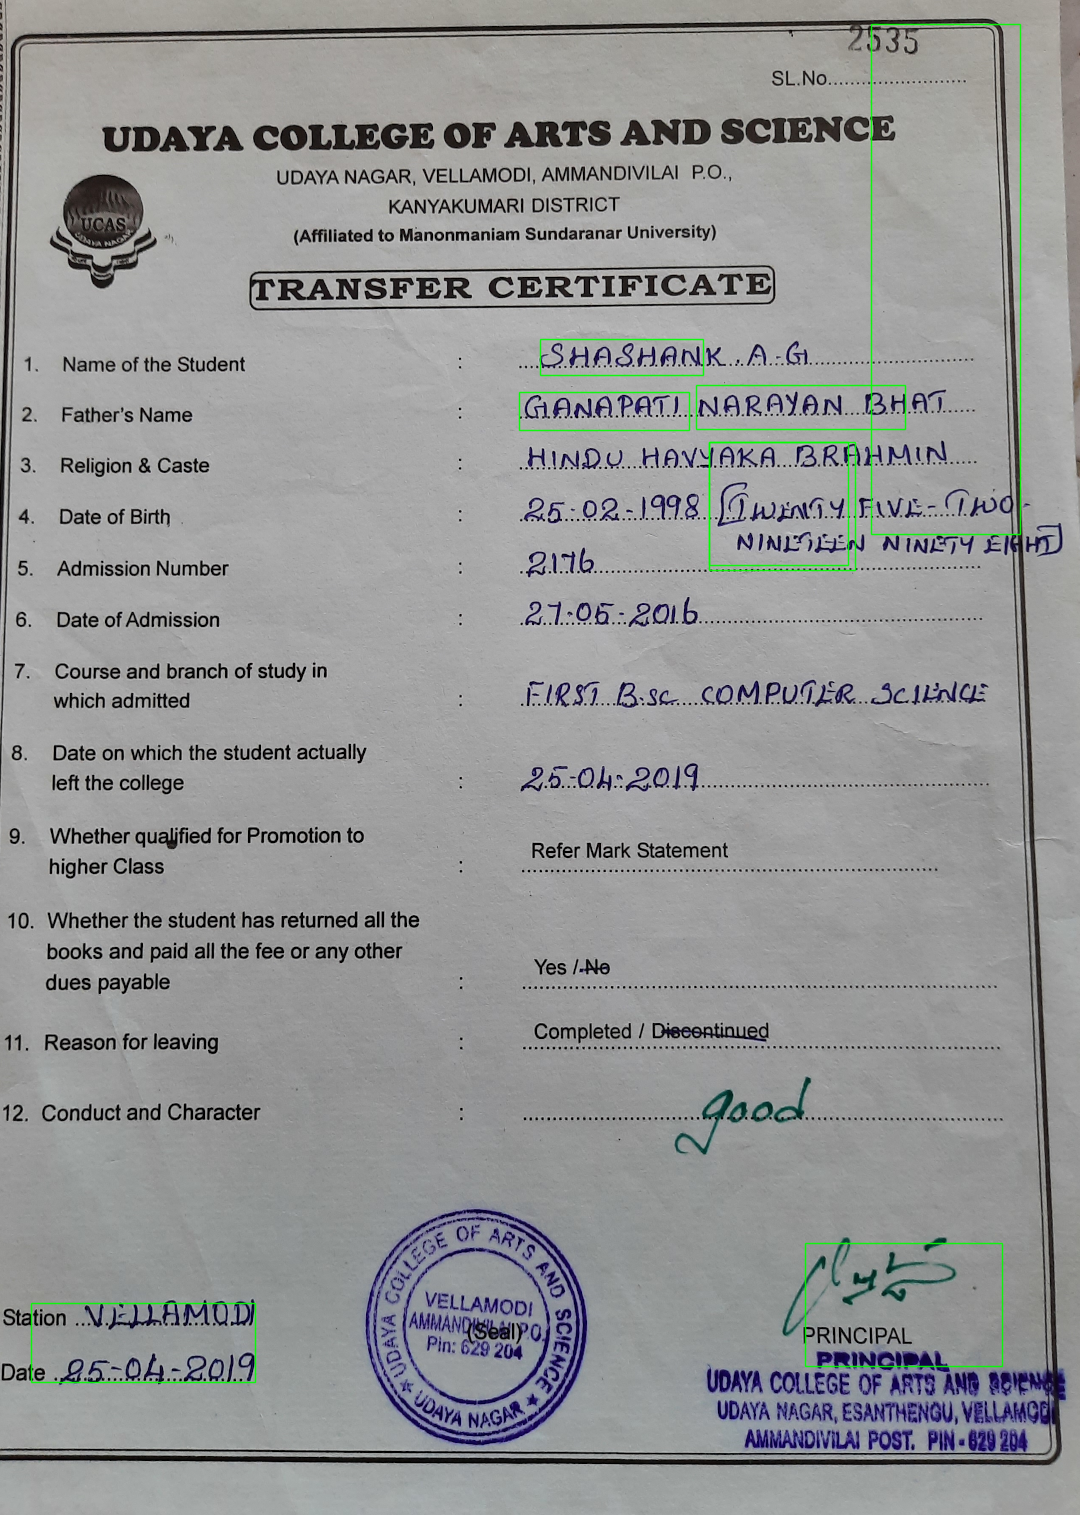 2535
SL.No.........................
UDAYA COLLEGE OF ARTS AND SCIENCE
UDAYA NAGAR, VELLAMODI, AMMANDIVILAI P.O.,
KANYAKUMARI DISTRICT
(Affiliated to Manonmaniam Sundaranar University)
UCAS
UDAYA NAGAR
TRANSFER CERTIFICATE
1. Name of the Student : SHASHANK . A . G
2. Father's Name : GANAPATI NARAYAN BHAT
3. Religion & Caste : HINDU HAVYAKA BRAHMIN
4. Date of Birth : 25-02-1998 [TWENTY FIVE-TWO-
NINETEEN NINETY EIGHT]
5. Admission Number : 2176
6. Date of Admission : 27-05-2016
7. Course and branch of study in
which admitted : FIRST B.sc COMPUTER SCIENCE
8. Date on which the student actually
left the college : 25-04-2019
9. Whether qualified for Promotion to
higher Class : Refer Mark Statement
10. Whether the student has returned all the
books and paid all the fee or any other
dues payable : Yes / No
11. Reason for leaving : Completed / Discontinued
12. Conduct and Character : good
Station VELLAMODI
Date 25-04-2019
UDAYA COLLEGE OF ARTS AND SCIENCE
VELLAMODI
AMMANDIVILAI P.O.
Pin: 629 204
(Seal)
★ UDAYA NAGAR ★
PRINCIPAL
PRINCIPAL
UDAYA COLLEGE OF ARTS AND SCIENCE
UDAYA NAGAR, ESANTHENGU, VELLAMODI
AMMANDIVILAI POST. PIN - 629 204